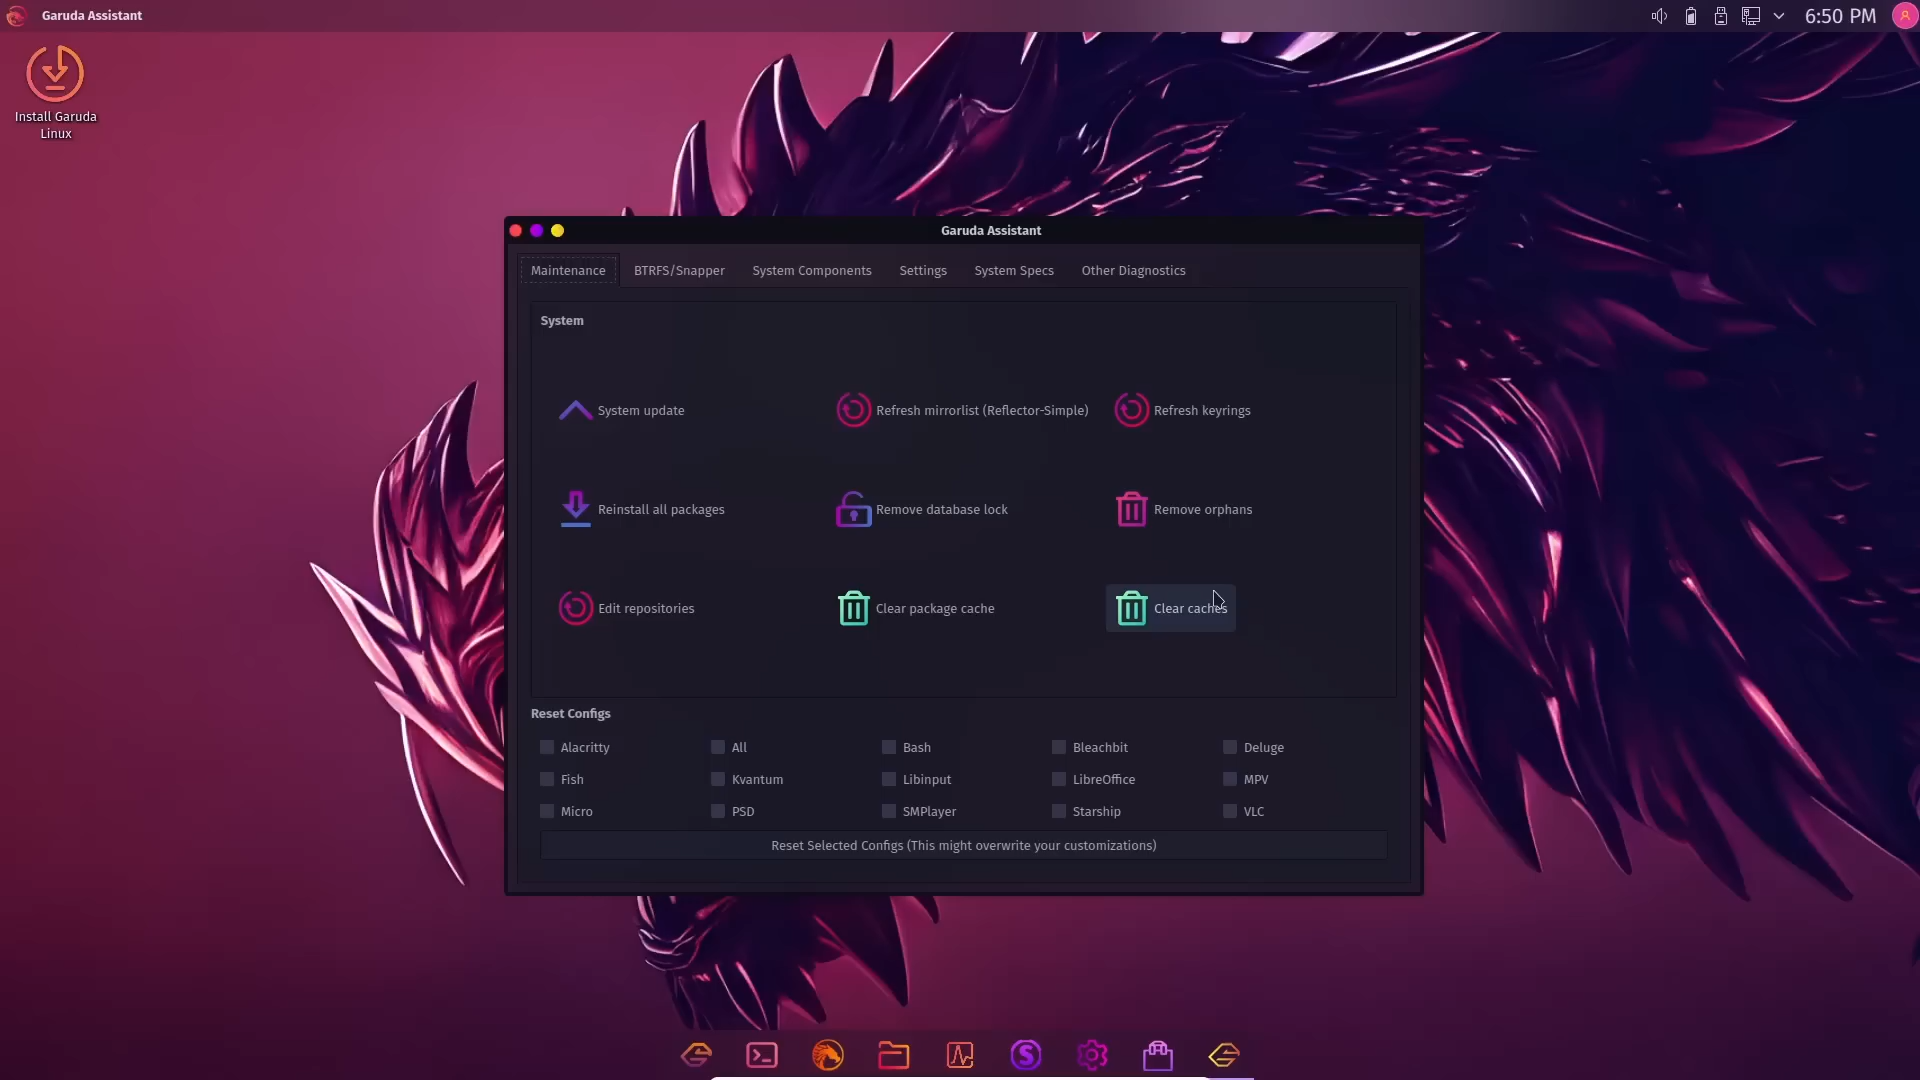 Garuda Assistant
6:50 PM
Install Garuda
Linux
Garuda Assistant
Maintenance BTRFS/Snapper System Components Settings System Specs Other Diagnostics
System
System update Refresh mirrorlist (Reflector-Simple) Refresh keyrings
Reinstall all packages Remove database lock Remove orphans
Edit repositories Clear package cache Clear caches
Reset Configs
Alacritty All Bash Bleachbit Deluge
Fish Kvantum Libinput LibreOffice MPV
Micro PSD SMPlayer Starship VLC
Reset Selected Configs (This might overwrite your customizations)